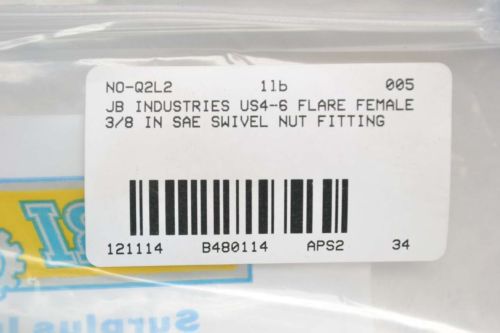 NO-Q2L2 1lb 005
JB INDUSTRIES US4-6 FLARE FEMALE
3/8 IN SAE SWIVEL NUT FITTING
121114 B480114 APS2 34